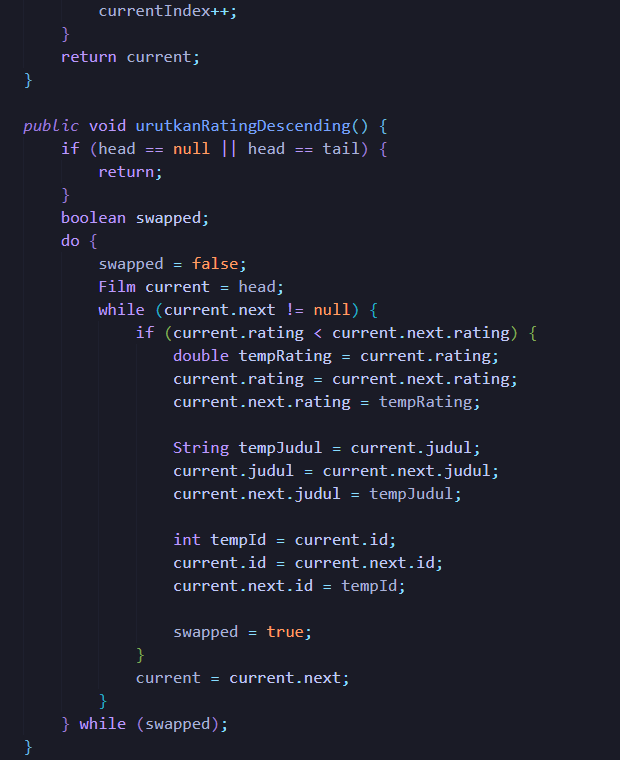 currentIndex++;
}
return current;
}
public void urutkanRatingDescending() {
if (head == null || head == tail) {
return;
}
boolean swapped;
do {
swapped = false;
Film current = head;
while (current.next != null) {
if (current.rating < current.next.rating) {
double tempRating = current.rating;
current.rating = current.next.rating;
current.next.rating = tempRating;
String tempJudul = current.judul;
current.judul = current.next.judul;
current.next.judul = tempJudul;
int tempId = current.id;
current.id = current.next.id;
current.next.id = tempId;
swapped = true;
}
current = current.next;
}
} while (swapped);
}